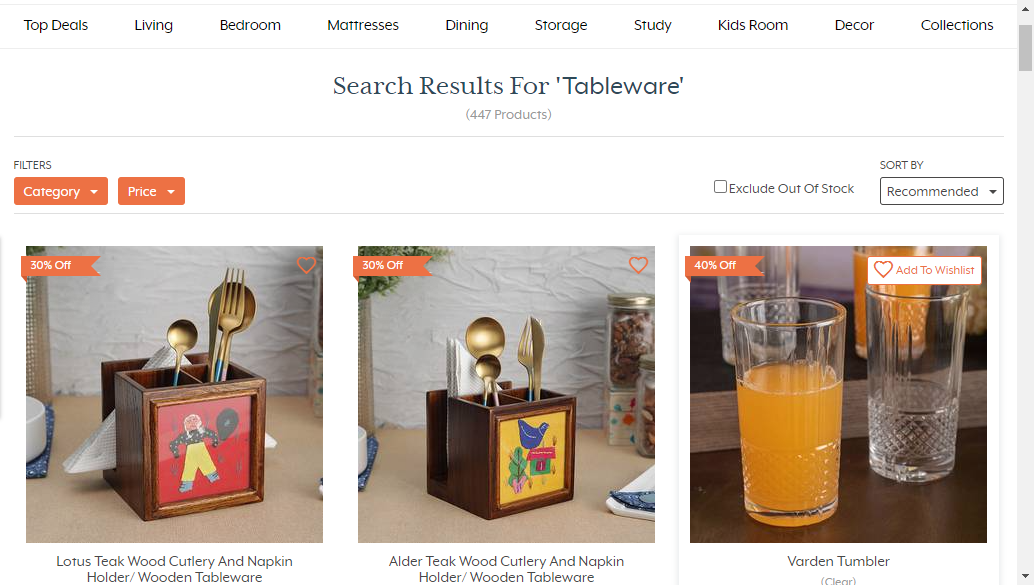 Top Deals Living Bedroom Mattresses Dining Storage Study Kids Room Decor Collections
Search Results For 'Tableware'
(447 Products)
FILTERS
SORT BY
Category Price
Exclude Out Of Stock
Recommended
30% Off
30% Off
40% Off
Add To Wishlist
Lotus Teak Wood Cutlery And Napkin
Holder/ Wooden Tableware
Alder Teak Wood Cutlery And Napkin
Holder/ Wooden Tableware
Varden Tumbler
(Clear)